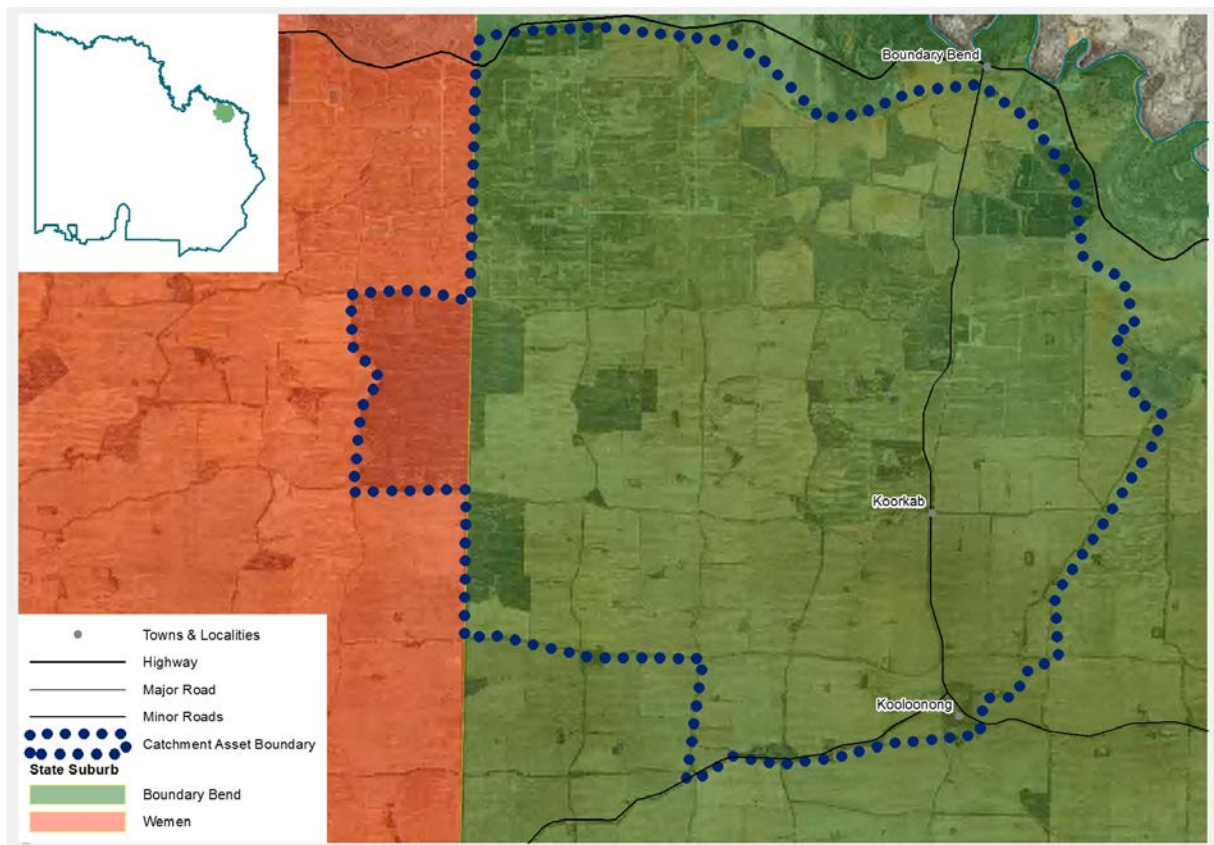 Boundary Bend
Koorkab
Kooloonong
Towns & Localities
Highway
Major Road
Minor Roads
Catchment Asset Boundary
State Suburb
Boundary Bend
Wemen